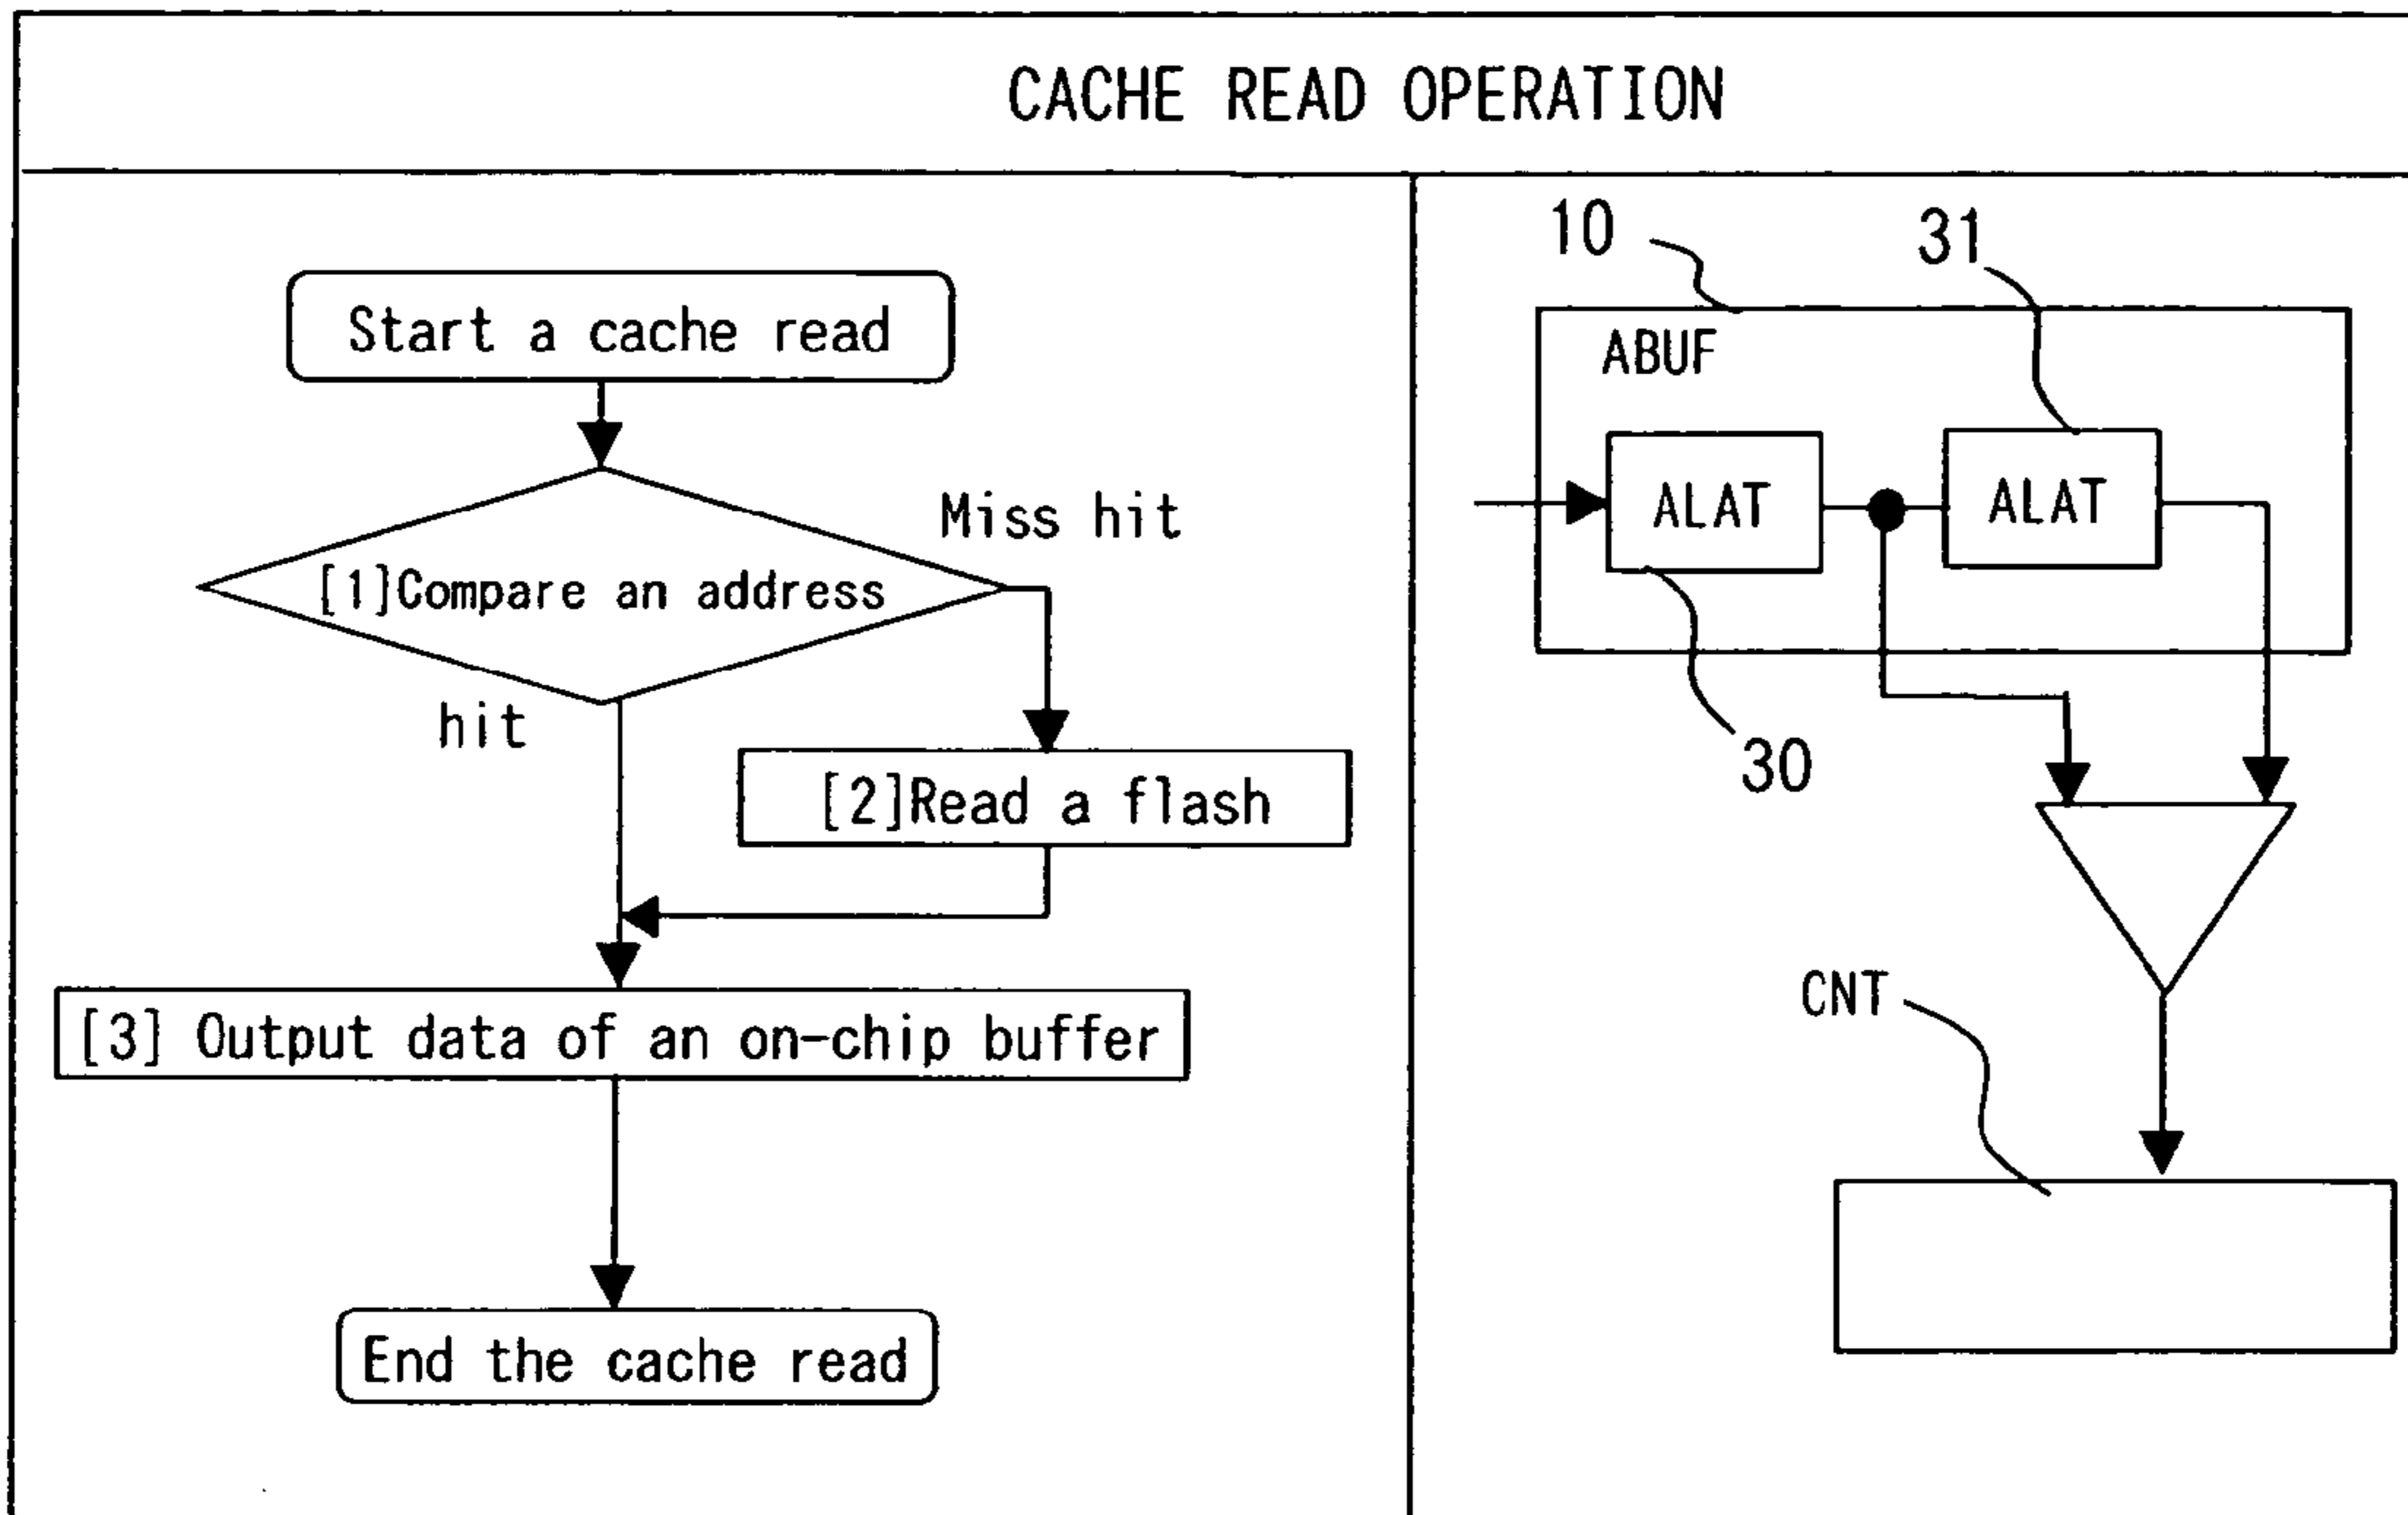 CACHE READ OPERATION
Start a cache read
[1]Compare an address
Miss hit
hit
[2]Read a flash
[3] Output data of an on-chip buffer
End the cache read
10
31
ABUF
ALAT
ALAT
30
CNT